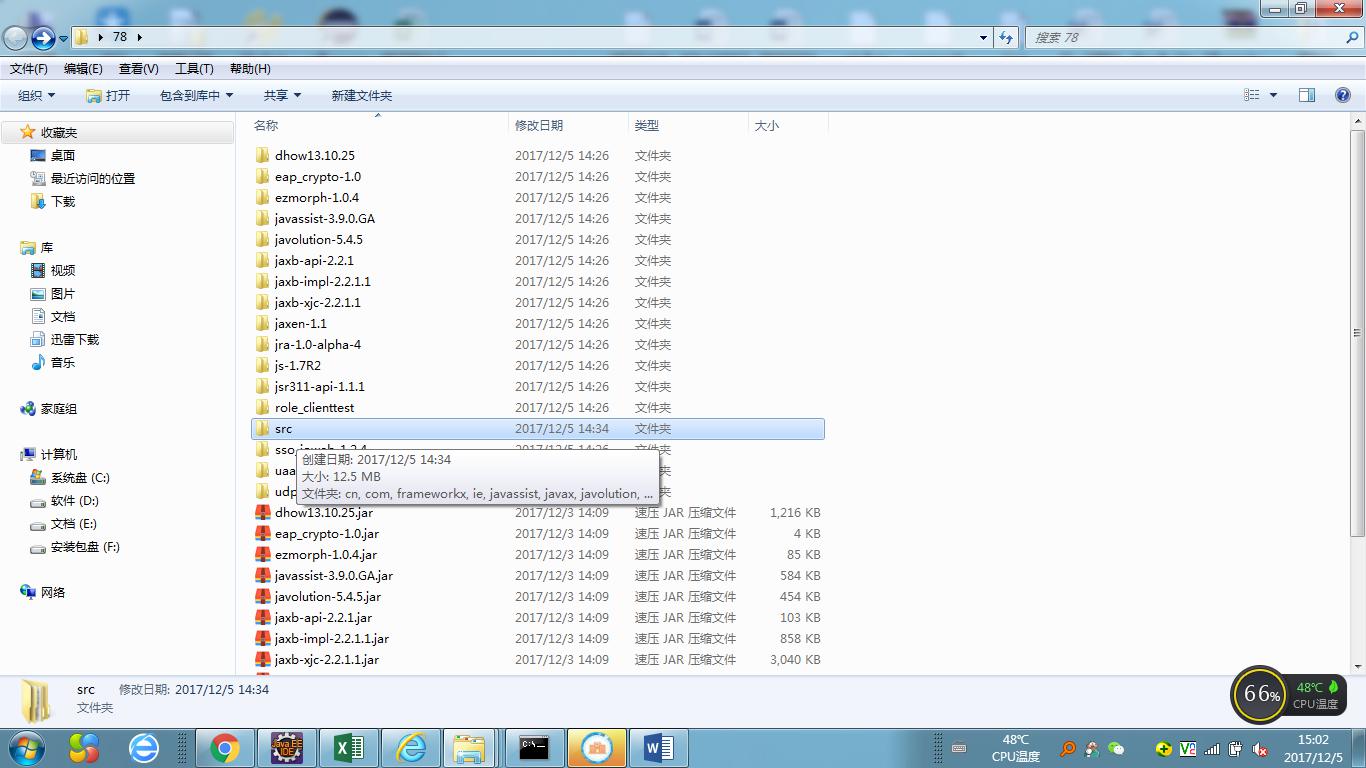 78
搜索 78
文件(F) 编辑(E) 查看(V) 工具(T) 帮助(H)
组织 打开 包含到库中 共享 新建文件夹
收藏夹
桌面
最近访问的位置
下载
库
视频
图片
文档
迅雷下载
音乐
家庭组
计算机
系统盘 (C:)
软件 (D:)
文档 (E:)
安装包盘 (F:)
网络
名称 修改日期 类型 大小
dhow13.10.25 2017/12/5 14:26 文件夹
eap_crypto-1.0 2017/12/5 14:26 文件夹
ezmorph-1.0.4 2017/12/5 14:26 文件夹
javassist-3.9.0.GA 2017/12/5 14:26 文件夹
javolution-5.4.5 2017/12/5 14:26 文件夹
jaxb-api-2.2.1 2017/12/5 14:26 文件夹
jaxb-impl-2.2.1.1 2017/12/5 14:26 文件夹
jaxb-xjc-2.2.1.1 2017/12/5 14:26 文件夹
jaxen-1.1 2017/12/5 14:26 文件夹
jra-1.0-alpha-4 2017/12/5 14:26 文件夹
js-1.7R2 2017/12/5 14:26 文件夹
jsr311-api-1.1.1 2017/12/5 14:26 文件夹
role_clienttest 2017/12/5 14:26 文件夹
src 2017/12/5 14:34 文件夹
创建日期: 2017/12/5 14:34
大小: 12.5 MB
文件夹: cn, com, frameworkx, ie, javassist, javax, javolution, ...
dhow13.10.25.jar 2017/12/3 14:09 速压 JAR 压缩文件 1,216 KB
eap_crypto-1.0.jar 2017/12/3 14:09 速压 JAR 压缩文件 4 KB
ezmorph-1.0.4.jar 2017/12/3 14:09 速压 JAR 压缩文件 85 KB
javassist-3.9.0.GA.jar 2017/12/3 14:09 速压 JAR 压缩文件 584 KB
javolution-5.4.5.jar 2017/12/3 14:09 速压 JAR 压缩文件 454 KB
jaxb-api-2.2.1.jar 2017/12/3 14:09 速压 JAR 压缩文件 103 KB
jaxb-impl-2.2.1.1.jar 2017/12/3 14:09 速压 JAR 压缩文件 858 KB
jaxb-xjc-2.2.1.1.jar 2017/12/3 14:09 速压 JAR 压缩文件 3,040 KB
src 修改日期: 2017/12/5 14:34
文件夹
66%
48℃
CPU温度
Java EE
IDE
48℃
CPU温度
15:02
2017/12/5